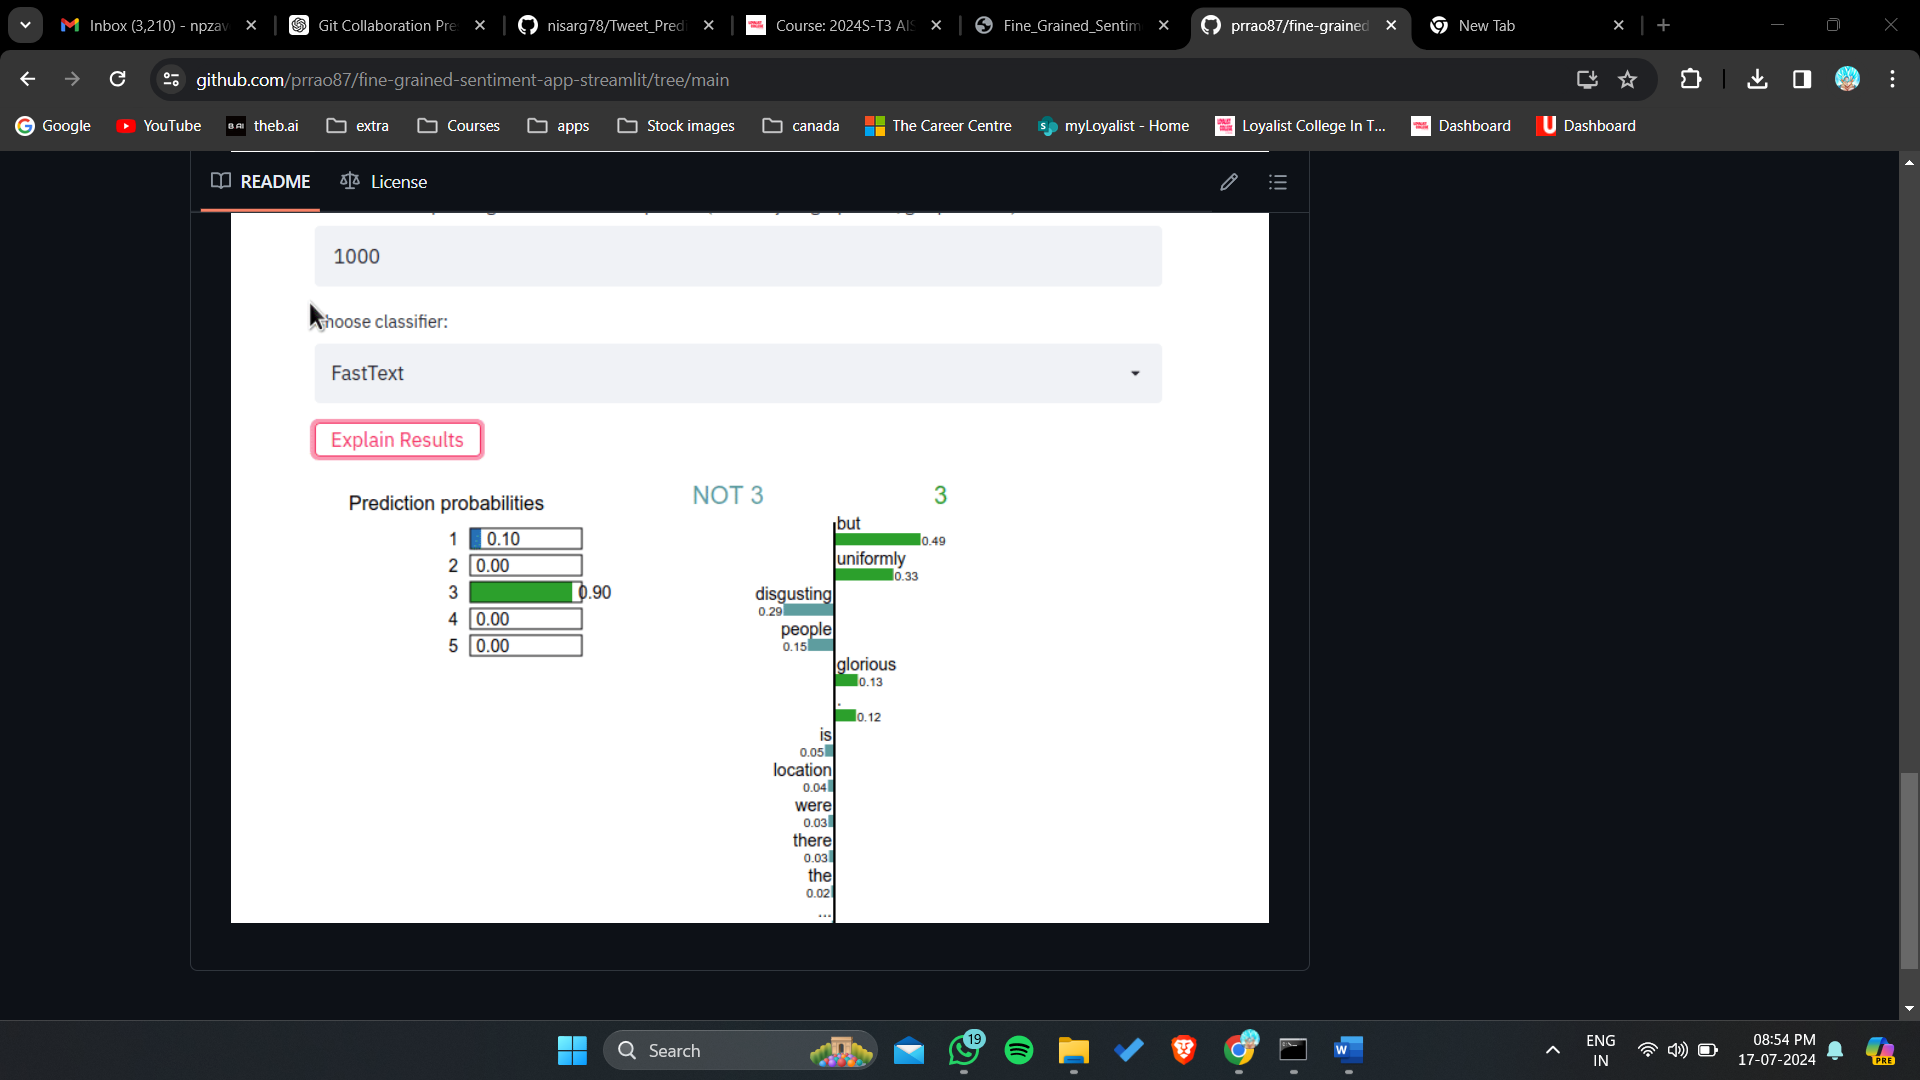 Inbox (3,210) - npzav
Git Collaboration Pre
nisarg78/Tweet_Predi
Course: 2024S-T3 AIS
Fine_Grained_Sentim
prrao87/fine-grained
New Tab
github.com/prrao87/fine-grained-sentiment-app-streamlit/tree/main
Google
YouTube
B.AI
theb.ai
extra
Courses
apps
Stock images
canada
The Career Centre
myLoyalist - Home
Loyalist College In T...
Dashboard
Dashboard
README
License
1000
hoose classifier:
FastText
Explain Results
Prediction probabilities
1 0.10
2 0.00
3 0.90
4 0.00
5 0.00
NOT 3 3
but
0.49
uniformly
0.33
disgusting
0.29
people
0.15
glorious
0.13
.
0.12
is
0.05
location
0.04
were
0.03
there
0.03
the
0.02
...
Search
19
ENG
IN
08:54 PM
17-07-2024
PRE